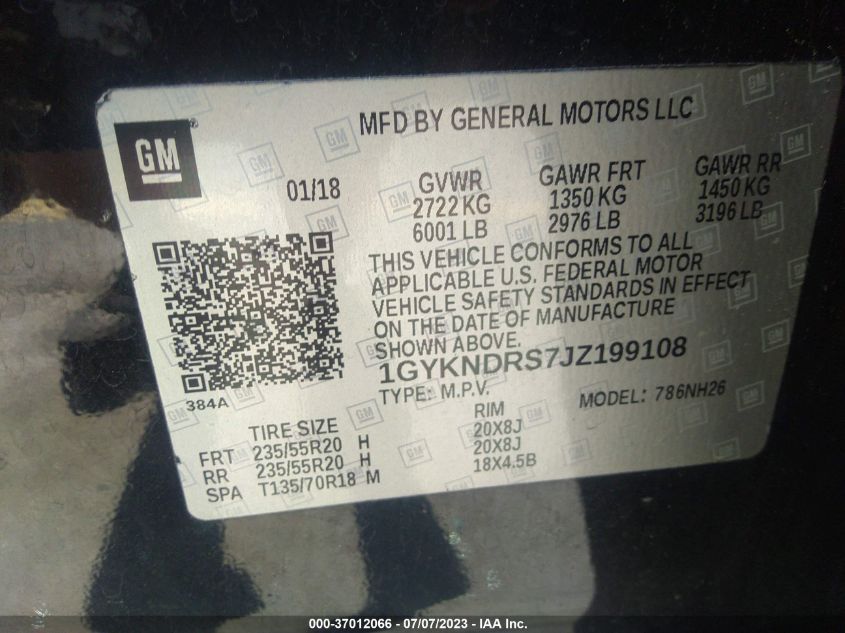 GM
MFD BY GENERAL MOTORS LLC
01/18
GVWR GAWR FRT GAWR RR
2722 KG 1350 KG 1450 KG
6001 LB 2976 LB 3196 LB
THIS VEHICLE CONFORMS TO ALL
APPLICABLE U.S. FEDERAL MOTOR
VEHICLE SAFETY STANDARDS IN EFFECT
ON THE DATE OF MANUFACTURE
SHOWN ABOVE.
1GYKNDRS7JZ199108
TYPE: M.P.V. MODEL: 786NH26
384A
TIRE SIZE RIM
FRT 235/55R20 H 20X8J
RR 235/55R20 H 20X8J
SPA T135/70R18 M 18X4.5B
000-37012066 - 07/07/2023 - IAA Inc.